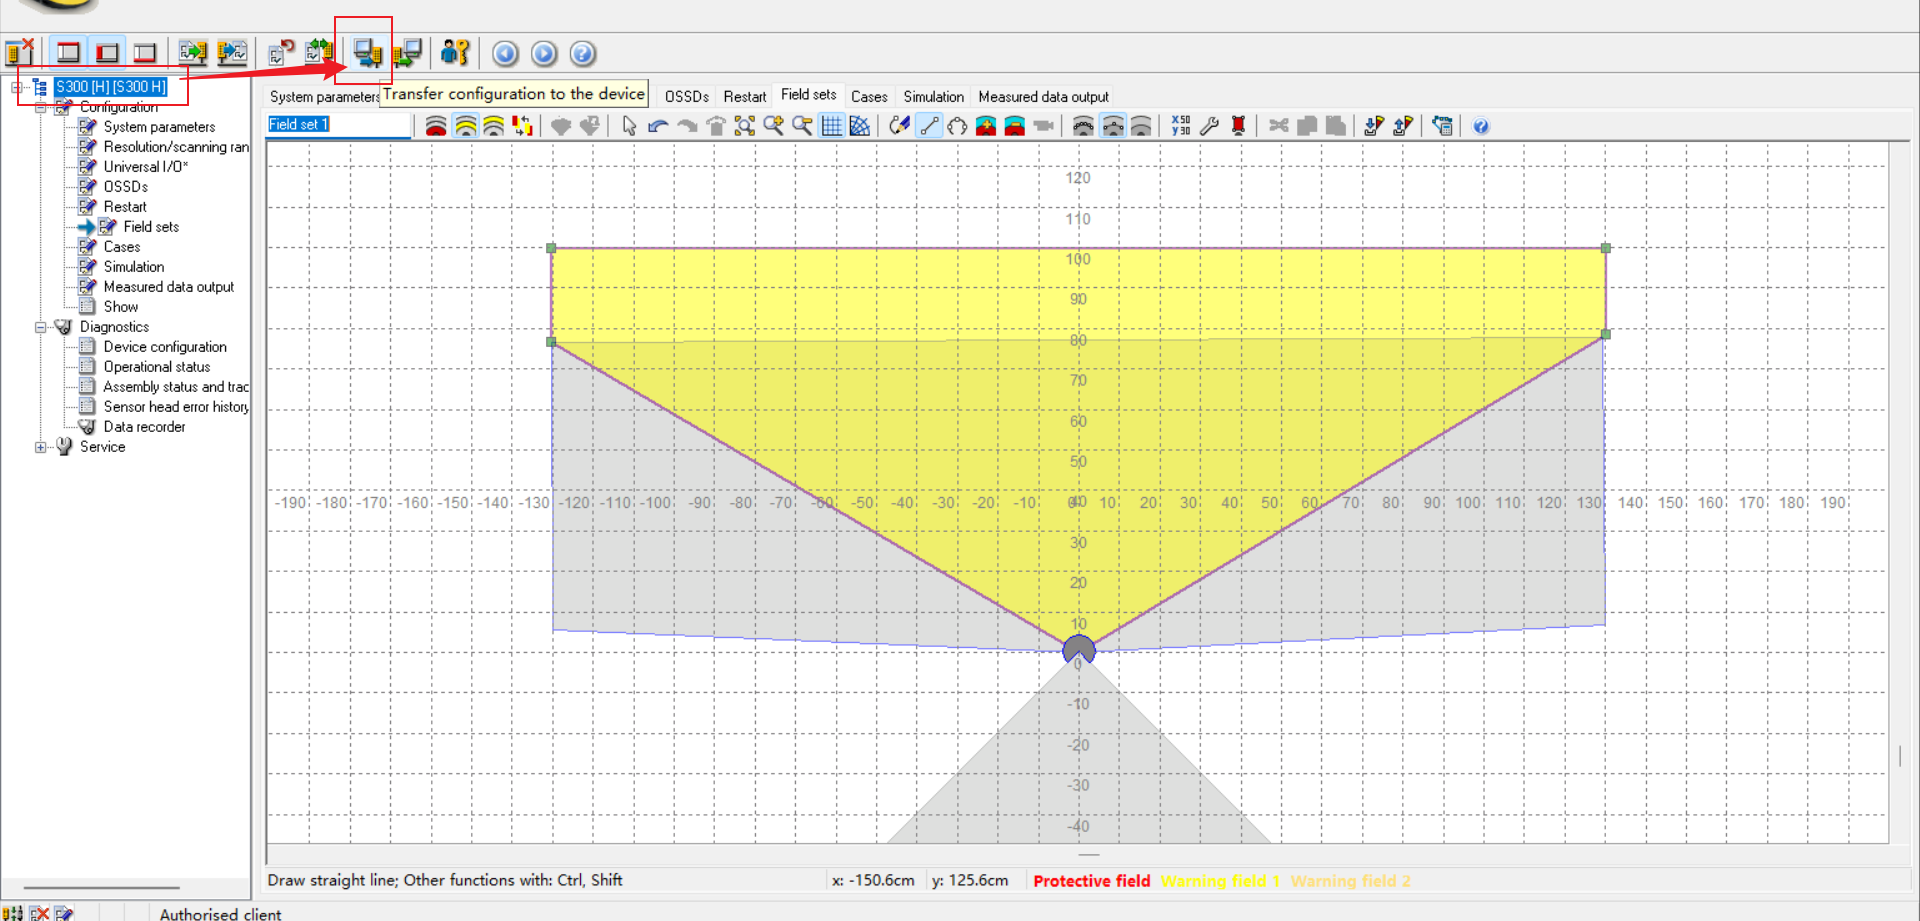 S300 [H] [S300 H]
Configuration
System parameters
Resolution/scanning ran
Universal I/O*
OSSDs
Restart
Field sets
Cases
Simulation
Measured data output
Show
Diagnostics
Device configuration
Operational status
Assembly status and trac
Sensor head error history
Data recorder
Service
System parameters
Transfer configuration to the device
OSSDs
Restart
Field sets
Cases
Simulation
Measured data output
Field set 1
X 50
y 30
120
110
100
90
80
70
60
50
-190 -180 -170 -160 -150 -140 -130 -120 -110 -100 -90 -80 -70 -60 -50 -40 -30 -20 -10 0 10 20 30 40 50 60 70 80 90 100 110 120 130 140 150 160 170 180 190
40
30
20
10
0
-10
-20
-30
-40
Draw straight line; Other functions with: Ctrl, Shift
x: -150.6cm
y: 125.6cm
Protective field
Warning field 1
Warning field 2
Authorised client